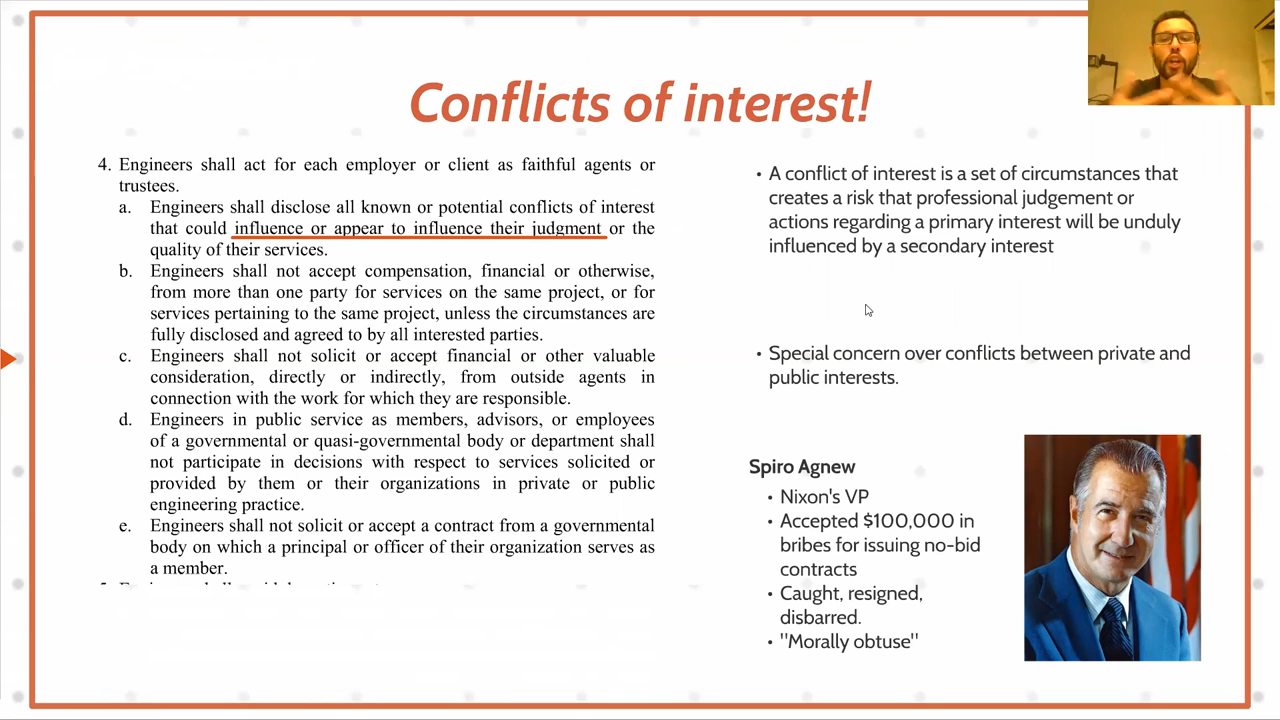 Conflicts of interest!
4. Engineers shall act for each employer or client as faithful agents or
trustees.
a. Engineers shall disclose all known or potential conflicts of interest
that could influence or appear to influence their judgment or the
quality of their services.
b. Engineers shall not accept compensation, financial or otherwise,
from more than one party for services on the same project, or for
services pertaining to the same project, unless the circumstances are
fully disclosed and agreed to by all interested parties.
c. Engineers shall not solicit or accept financial or other valuable
consideration, directly or indirectly, from outside agents in
connection with the work for which they are responsible.
d. Engineers in public service as members, advisors, or employees
of a governmental or quasi-governmental body or department shall
not participate in decisions with respect to services solicited or
provided by them or their organizations in private or public
engineering practice.
e. Engineers shall not solicit or accept a contract from a governmental
body on which a principal or officer of their organization serves as
a member.
• A conflict of interest is a set of circumstances that
creates a risk that professional judgement or
actions regarding a primary interest will be unduly
influenced by a secondary interest
• Special concern over conflicts between private and
public interests.
Spiro Agnew
• Nixon's VP
• Accepted $100,000 in
bribes for issuing no-bid
contracts
• Caught, resigned,
disbarred.
• "Morally obtuse"